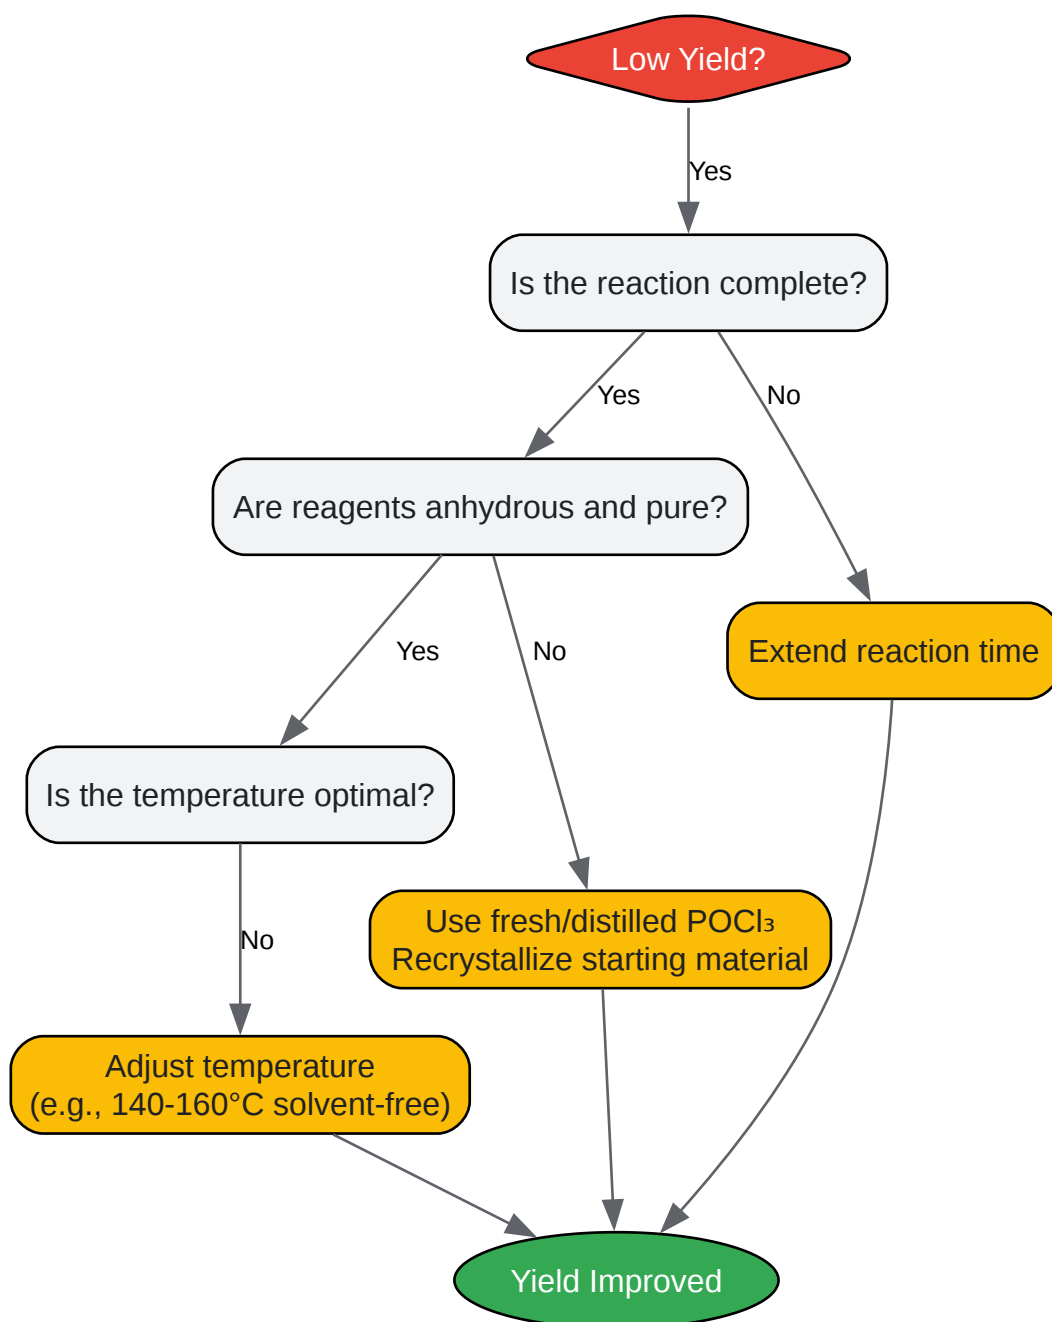 Low Yield?
Yes
Is the reaction complete?
Yes
No
Are reagents anhydrous and pure?
Yes
No
Extend reaction time
Is the temperature optimal?
No
Use fresh/distilled POCl₃
Recrystallize starting material
Adjust temperature
(e.g., 140-160°C solvent-free)
Yield Improved